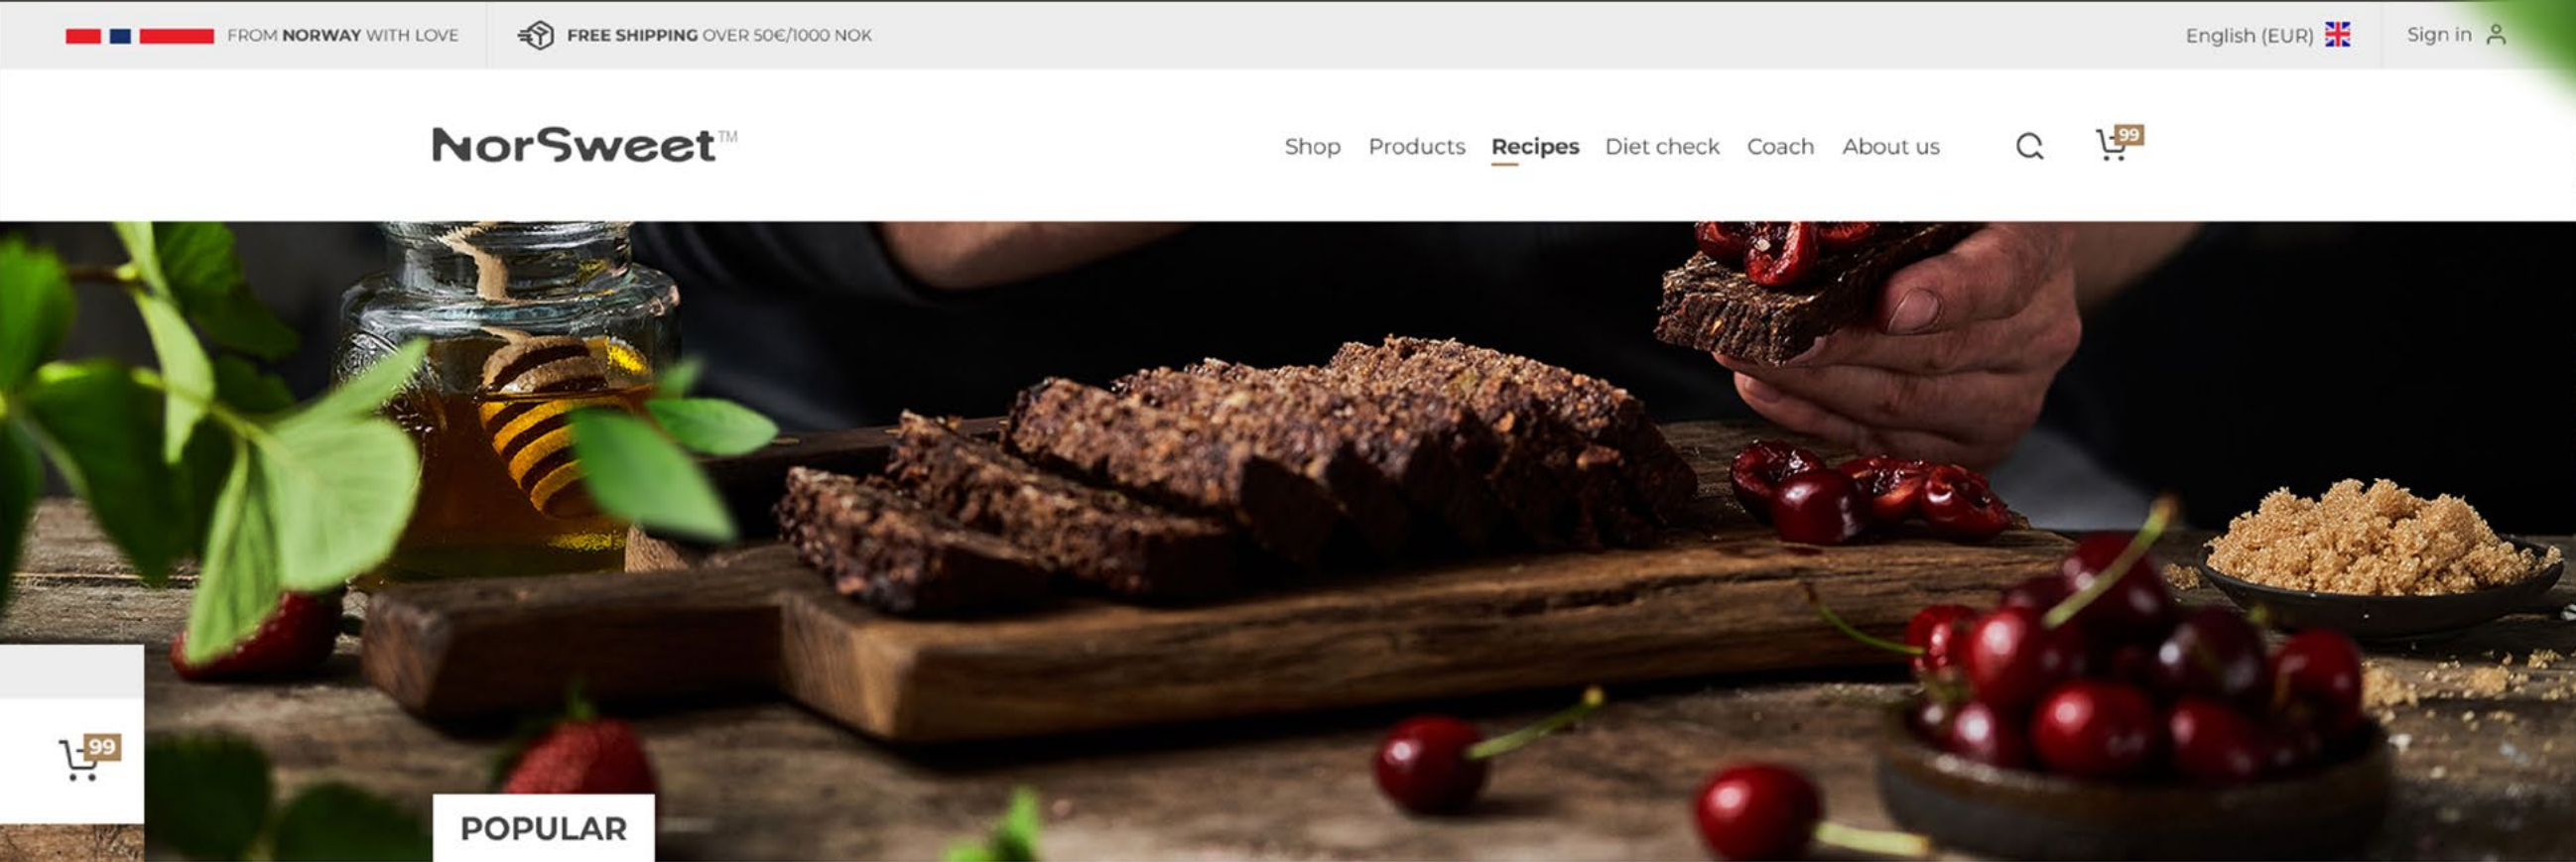 FROM NORWAY WITH LOVE
FREE SHIPPING OVER 50€/1000 NOK
English (EUR)
Sign in
NorSweet™
Shop
Products
Recipes
Diet check
Coach
About us
99
99
POPULAR